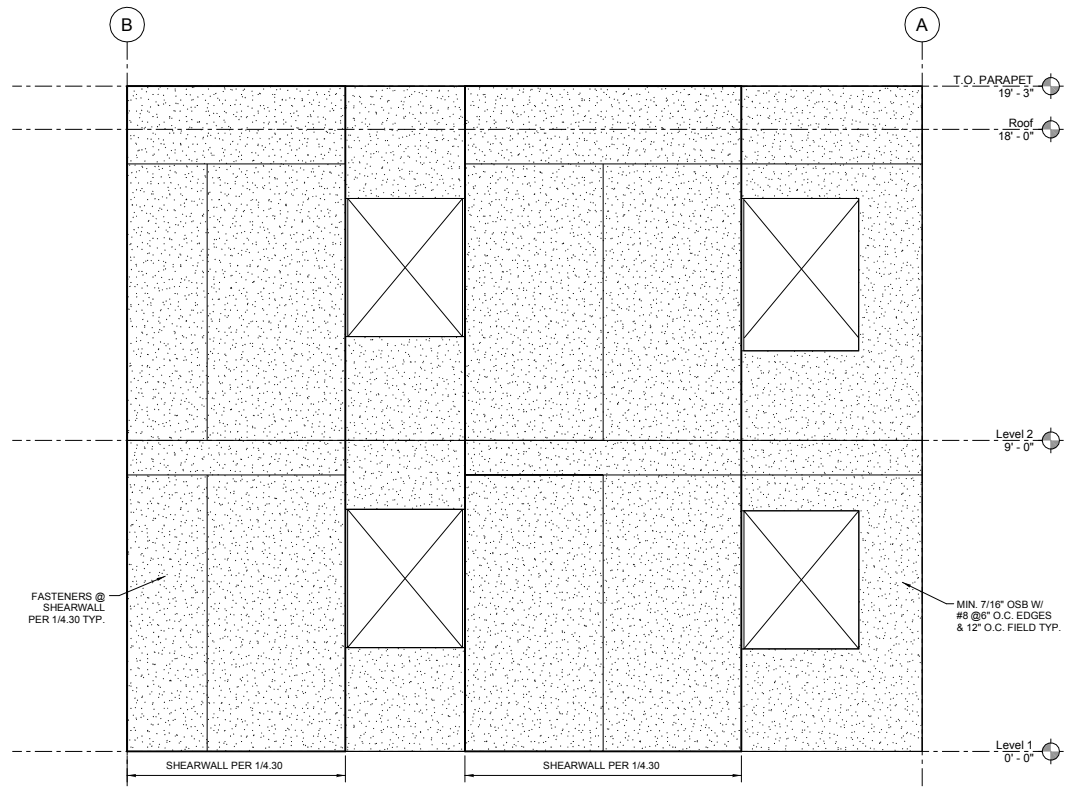 B
A
T.O. PARAPET
19' - 3"
Roof
18' - 0"
Level 2
9' - 0"
FASTENERS @
SHEARWALL
PER 1/4.30 TYP.
MIN. 7/16" OSB W/
#8 @6" O.C. EDGES
& 12" O.C. FIELD TYP.
Level 1
0' - 0"
SHEARWALL PER 1/4.30
SHEARWALL PER 1/4.30